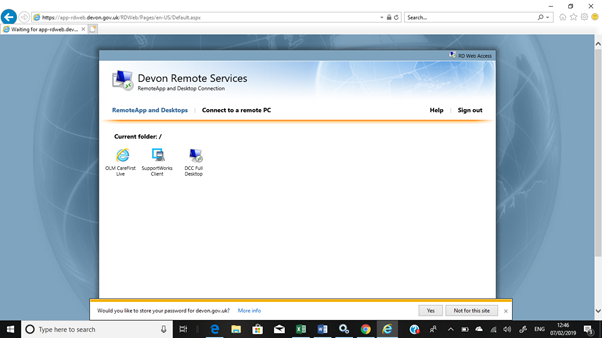 https://app-rdweb.devon.gov.uk/RDWeb/Pages/en-US/Default.aspx
Search...
Waiting for app-rdweb.dev...
RD Web Access
Devon Remote Services
RemoteApp and Desktop Connection
RemoteApp and Desktops
Connect to a remote PC
Help
Sign out
Current folder: /
OLM CareFirst
Live
SupportWorks
Client
DCC Full
Desktop
Would you like to store your password for devon.gov.uk?
More info
Yes
Not for this site
Type here to search
ENG
12:46
07/02/2019